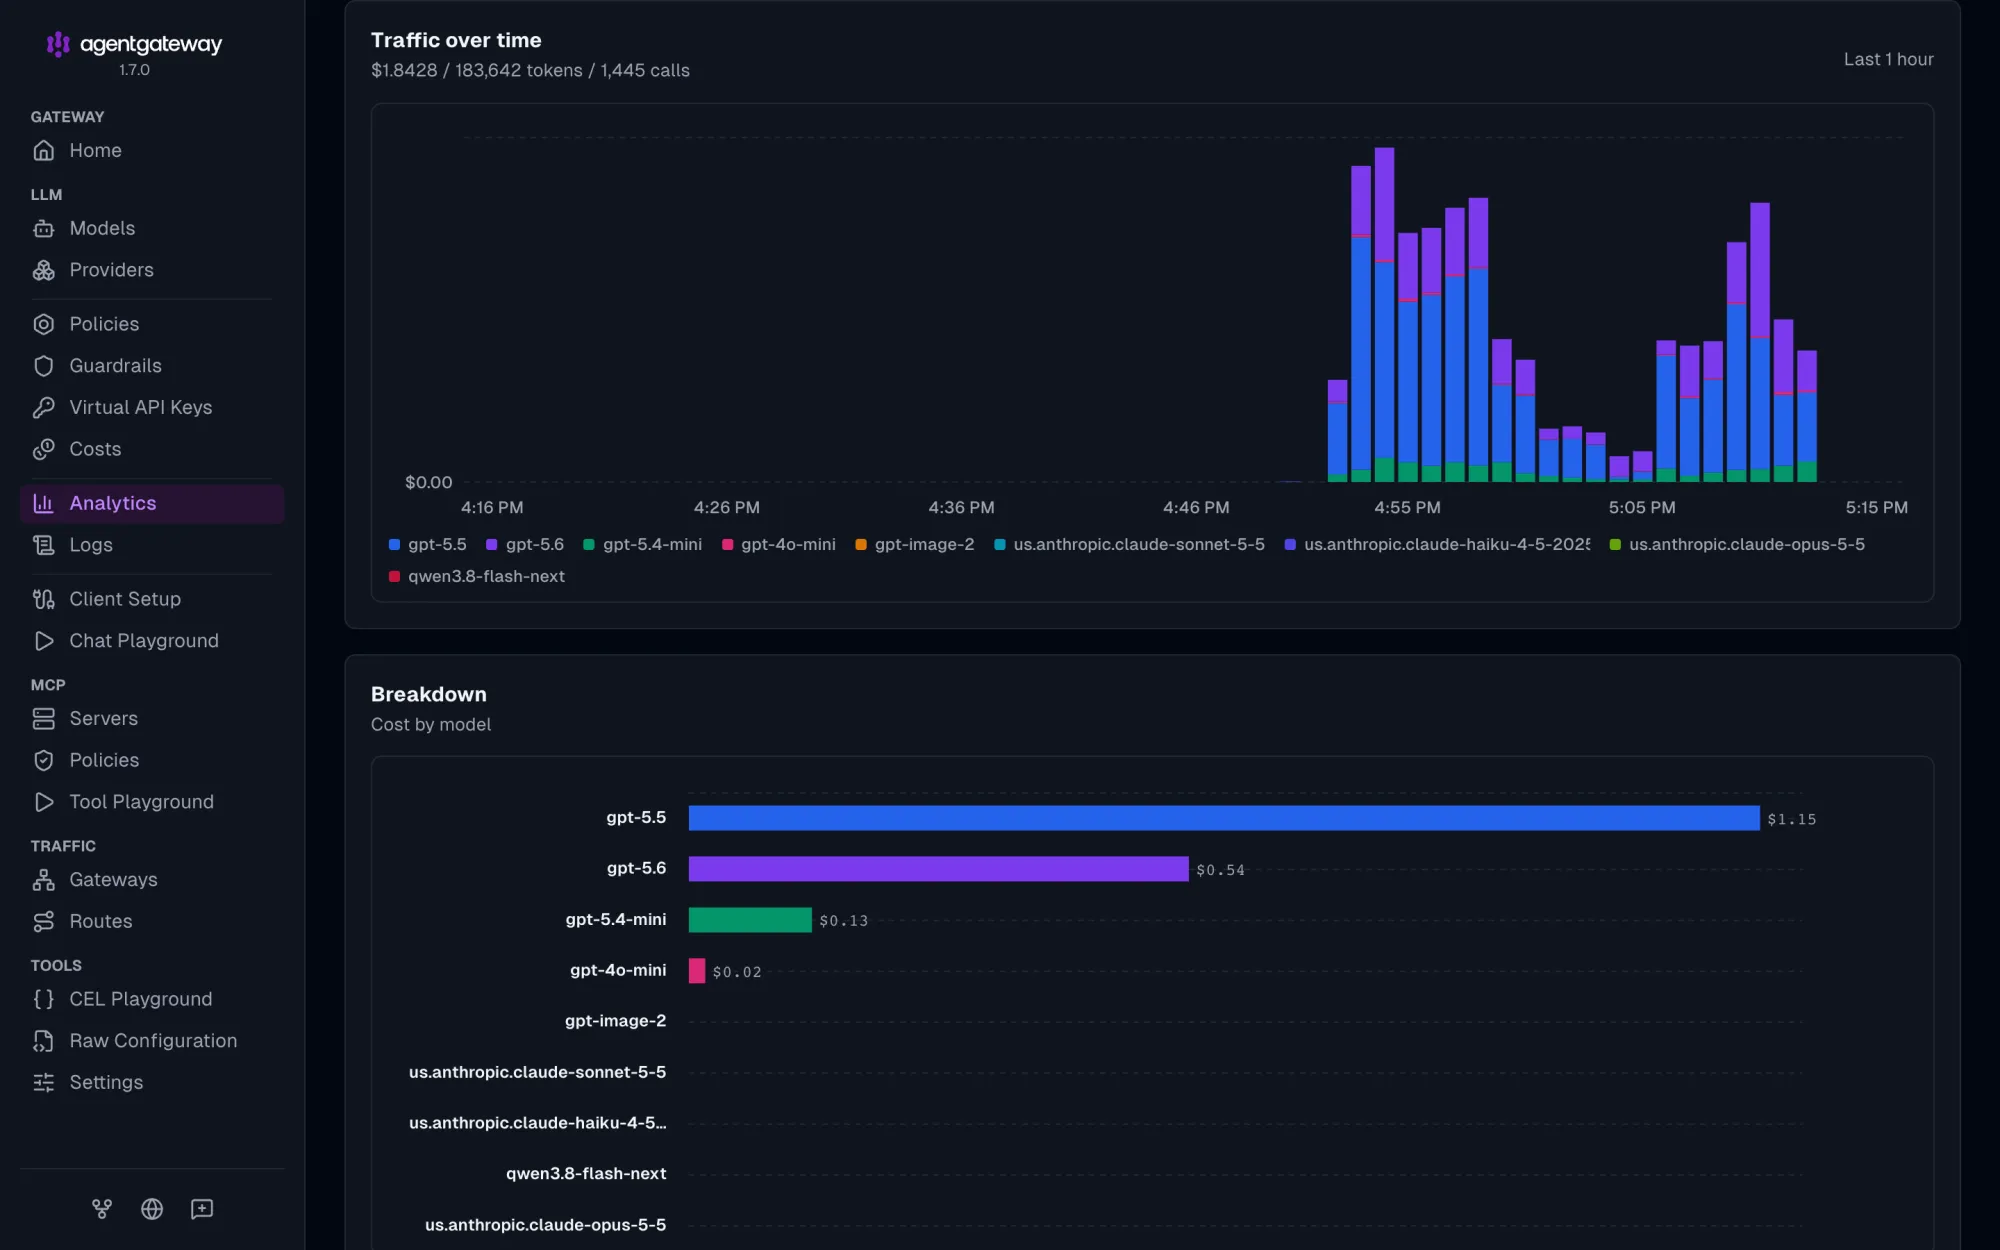 agentgateway
1.7.0
GATEWAY
Home
LLM
Models
Providers
Policies
Guardrails
Virtual API Keys
Costs
Analytics
Logs
Client Setup
Chat Playground
MCP
Servers
Policies
Tool Playground
TRAFFIC
Gateways
Routes
TOOLS
CEL Playground
Raw Configuration
Settings
Traffic over time
$1.8428 / 183,642 tokens / 1,445 calls
Last 1 hour
$0.00
4:16 PM 4:26 PM 4:36 PM 4:46 PM 4:55 PM 5:05 PM 5:15 PM
gpt-5.5 gpt-5.6 gpt-5.4-mini gpt-4o-mini gpt-image-2 us.anthropic.claude-sonnet-5-5 us.anthropic.claude-haiku-4-5-2025 us.anthropic.claude-opus-5-5
qwen3.8-flash-next
Breakdown
Cost by model
gpt-5.5 $1.15
gpt-5.6 $0.54
gpt-5.4-mini $0.13
gpt-4o-mini $0.02
gpt-image-2
us.anthropic.claude-sonnet-5-5
us.anthropic.claude-haiku-4-5...
qwen3.8-flash-next
us.anthropic.claude-opus-5-5